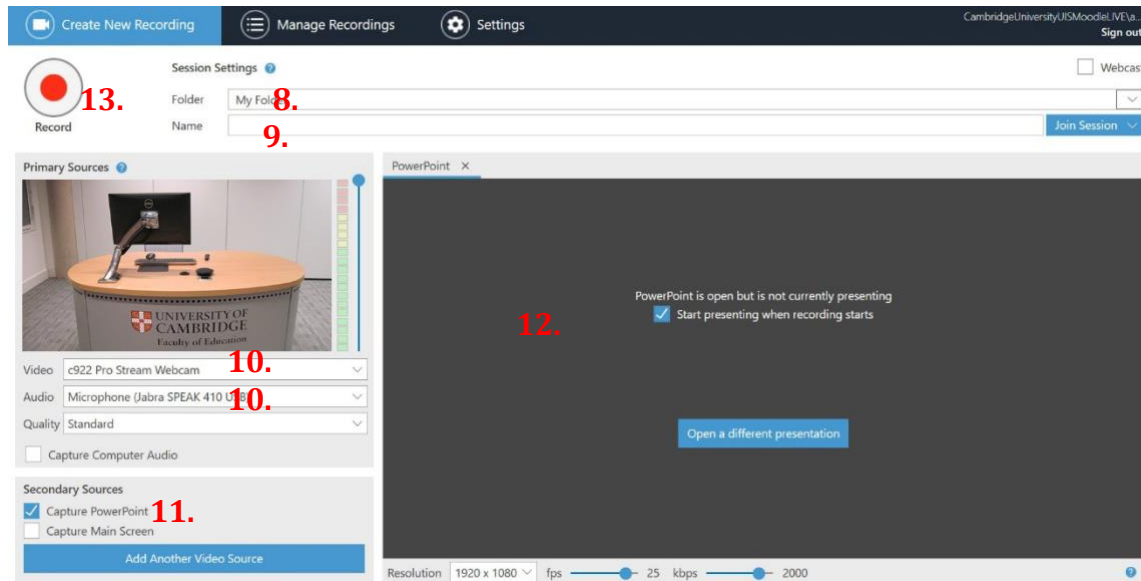 Create New Recording Manage Recordings Settings CambridgeUniversityUISMoodleLIVE\a...
Sign out
Session Settings Webcas
13. Folder My Folde 8.
Record Name 9. Join Session
Primary Sources PowerPoint
PowerPoint is open but is not currently presenting
12. Start presenting when recording starts
UNIVERSITY OF
CAMBRIDGE
Faculty of Education
Video c922 Pro Stream Webcam 10.
Audio Microphone (Jabra SPEAK 410 USB) 10.
Quality Standard
Open a different presentation
Capture Computer Audio
Secondary Sources
Capture PowerPoint 11.
Capture Main Screen
Add Another Video Source
Resolution 1920 x 1080 fps 25 kbps 2000